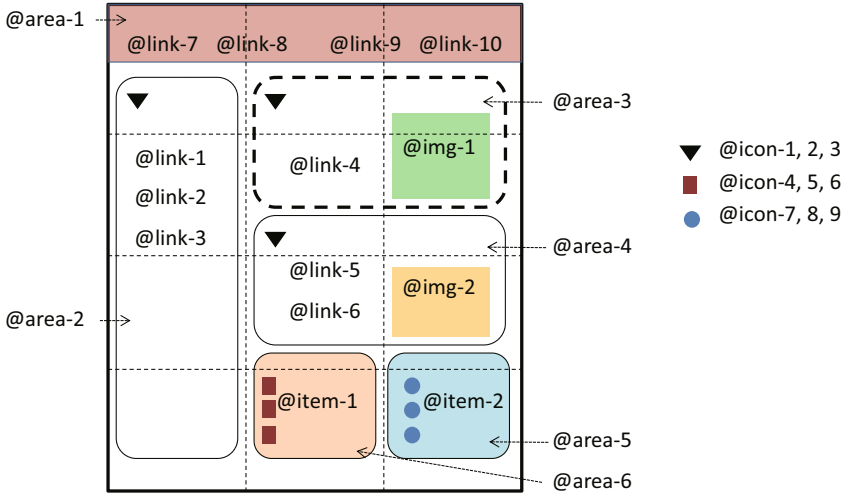 @area-1
@link-7 @link-8 @link-9 @link-10
@area-3
@link-1
@link-2
@link-3
@link-4
@img-1
@icon-1, 2, 3
@icon-4, 5, 6
@icon-7, 8, 9
@area-4
@link-5
@link-6
@img-2
@area-2
@item-1
@item-2
@area-5
@area-6